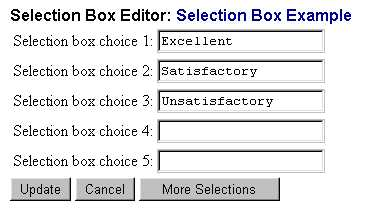 Selection Box Editor: Selection Box Example
Selection box choice 1: Excellent
Selection box choice 2: Satisfactory
Selection box choice 3: Unsatisfactory
Selection box choice 4:
Selection box choice 5:
Update Cancel More Selections